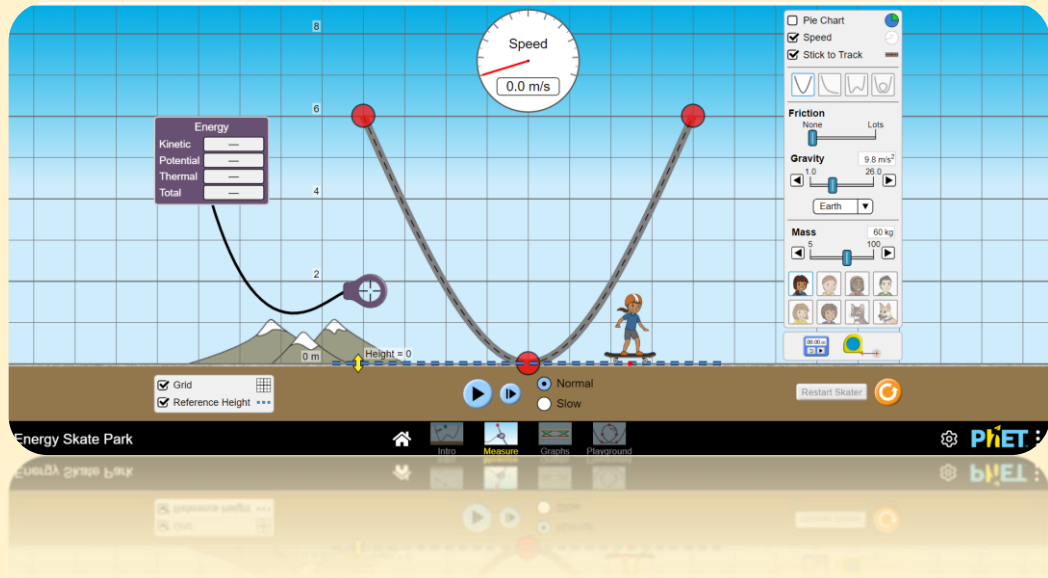 8
6
4
2
0 m
Height = 0
Speed
0.0 m/s
Energy
Kinetic —
Potential —
Thermal —
Total —
Pie Chart
Speed
Stick to Track
Friction
None Lots
Gravity 9.8 m/s²
1.0 26.0
Earth
Mass 60 kg
5 100
Grid
Reference Height
Normal
Slow
Restart Skater
Energy Skate Park
Intro
Measure
Graphs
Playground
PhET